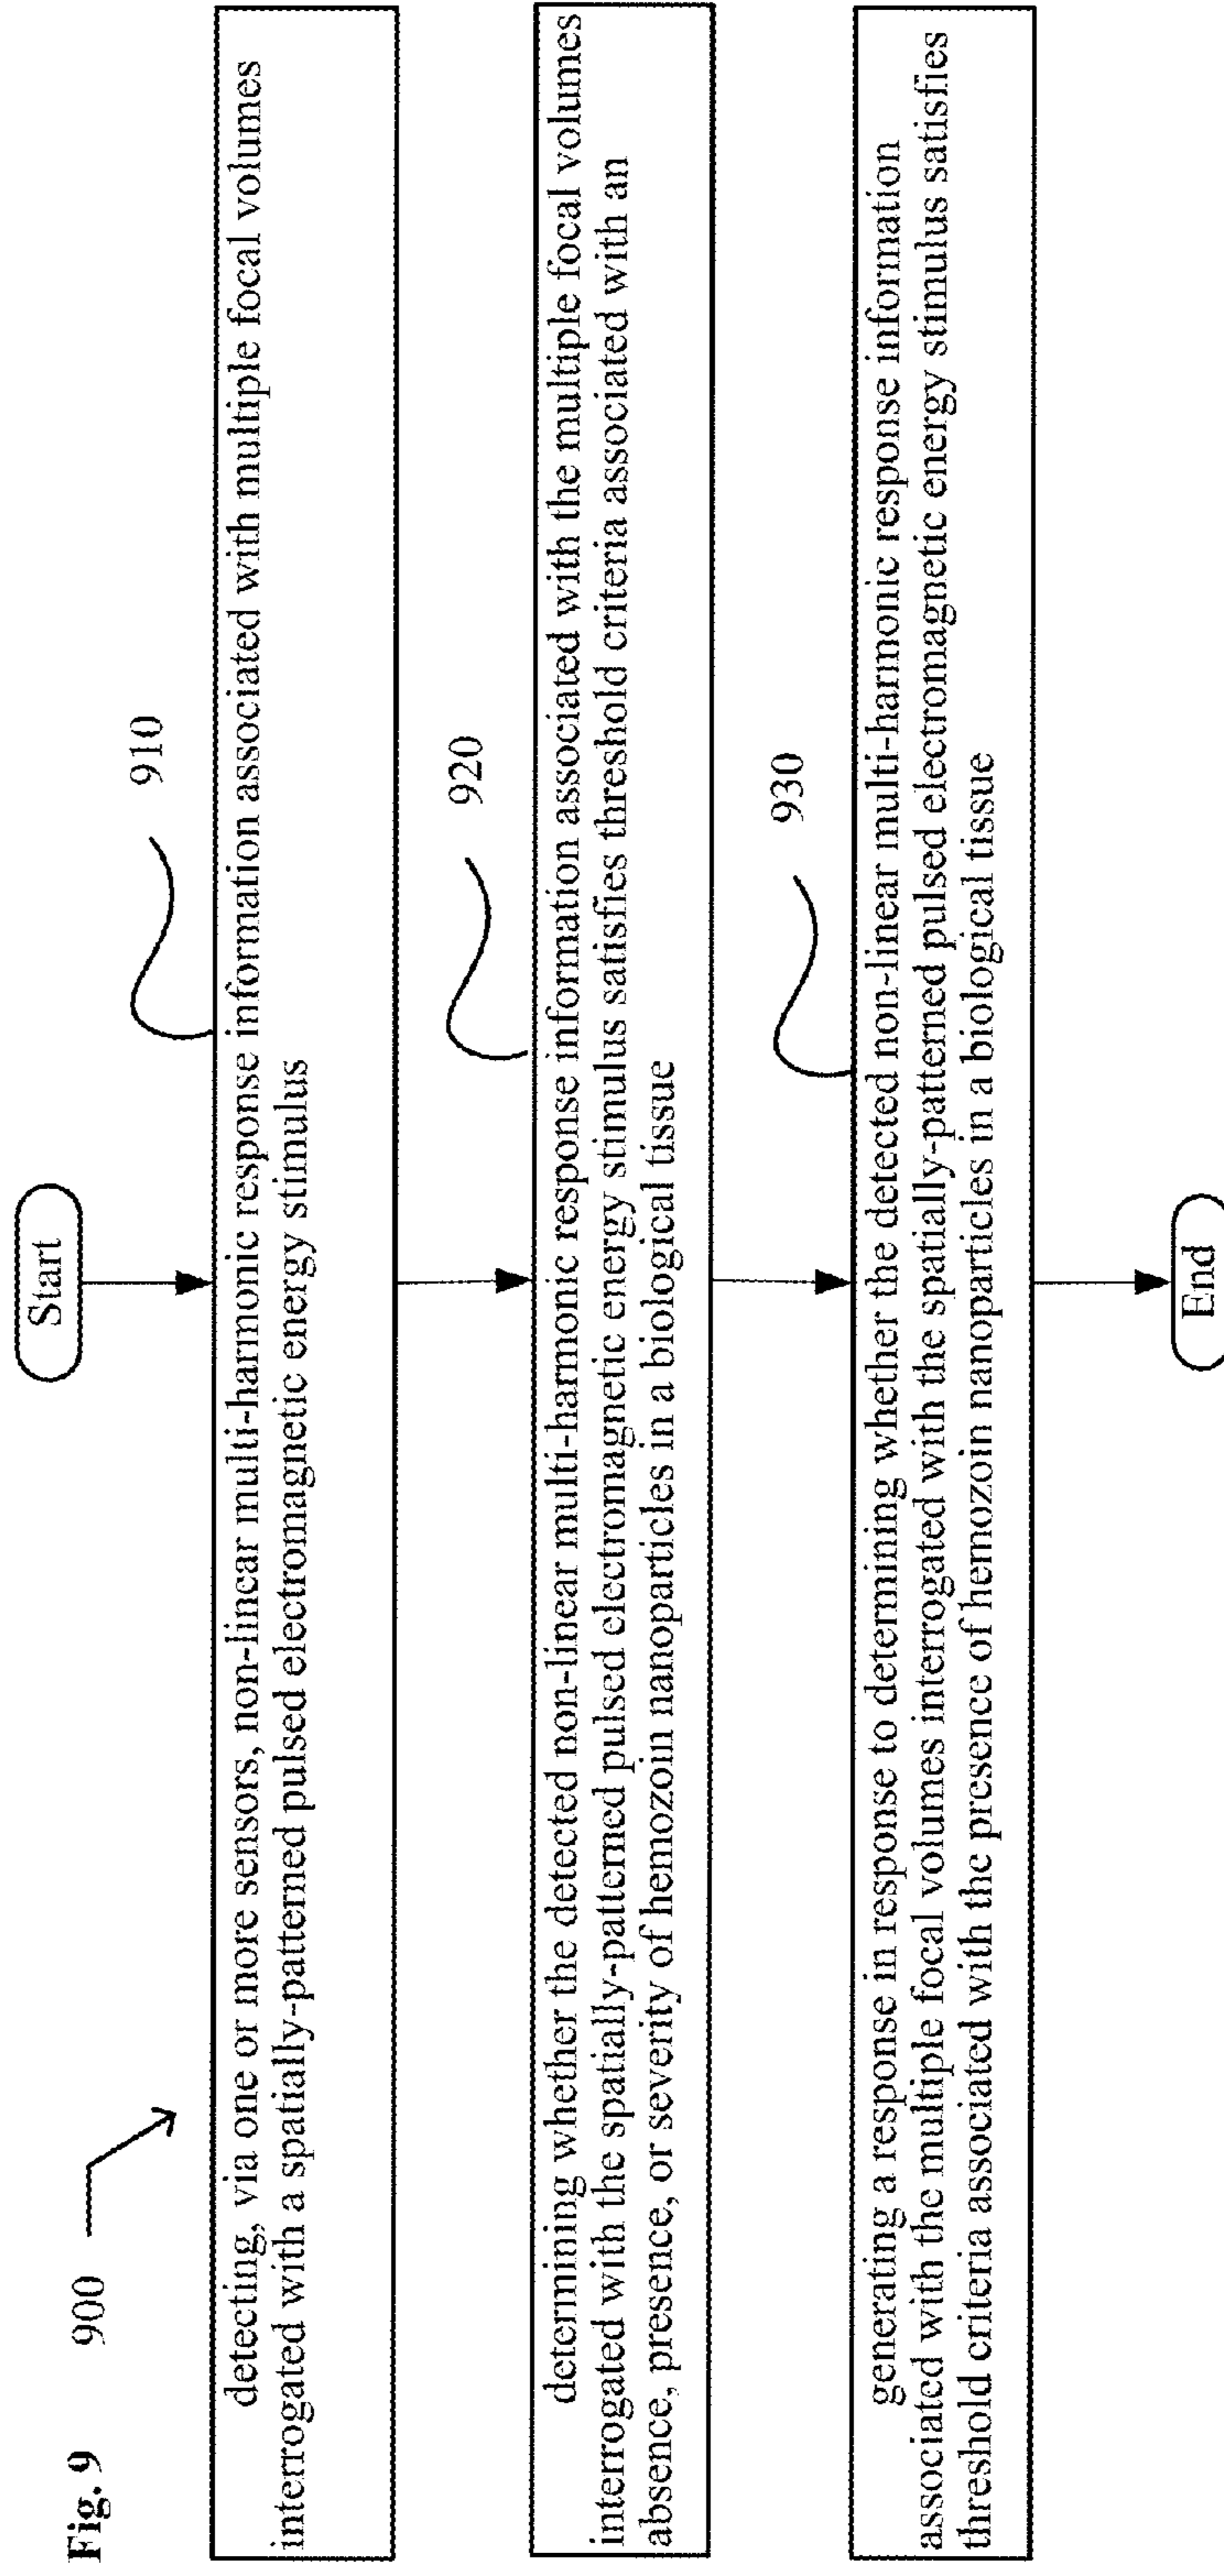 Fig. 9
900
Start
910
detecting, via one or more sensors, non-linear multi-harmonic response information associated with multiple focal volumes
interrogated with a spatially-patterned pulsed electromagnetic energy stimulus
920
determining whether the detected non-linear multi-harmonic response information associated with the multiple focal volumes
interrogated with the spatially-patterned pulsed electromagnetic energy stimulus satisfies threshold criteria associated with an
absence, presence, or severity of hemozoin nanoparticles in a biological tissue
930
generating a response in response to determining whether the detected non-linear multi-harmonic response information
associated with the multiple focal volumes interrogated with the spatially-patterned pulsed electromagnetic energy stimulus satisfies
threshold criteria associated with the presence of hemozoin nanoparticles in a biological tissue
End